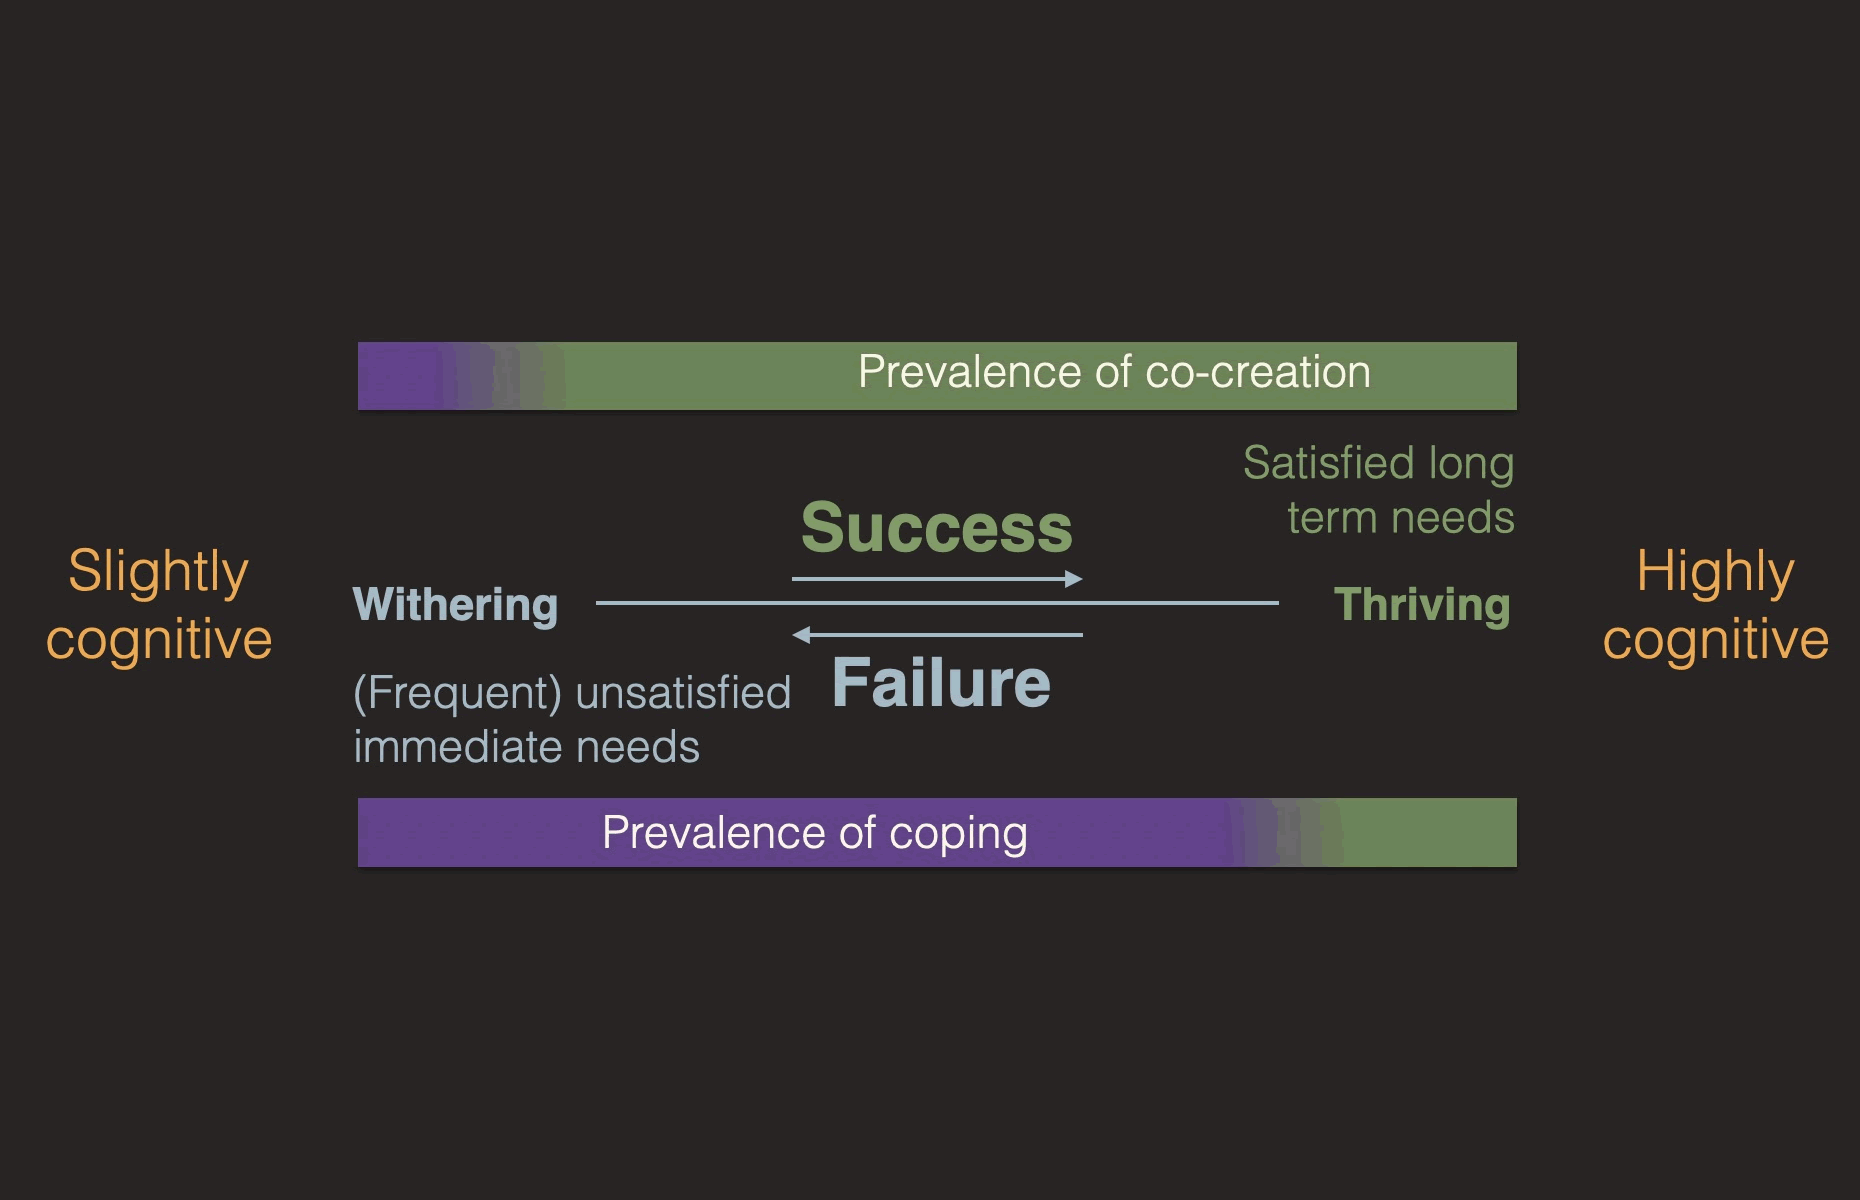 Prevalence of co-creation
Satisfied long
term needs
Success
Slightly
cognitive
Withering
Thriving
Highly
cognitive
Failure
(Frequent) unsatisfied
immediate needs
Prevalence of coping